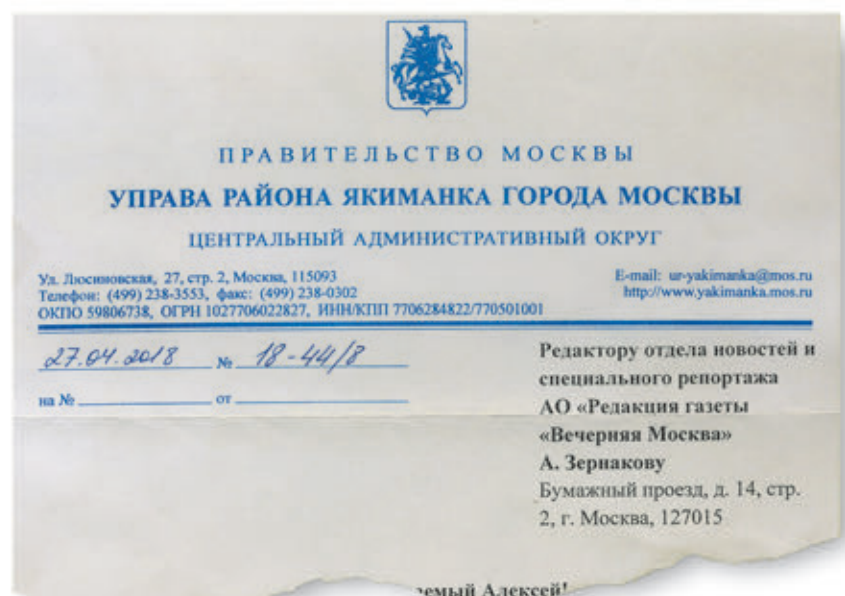 ПРАВИТЕЛЬСТВО МОСКВЫ
УПРАВА РАЙОНА ЯКИМАНКА ГОРОДА МОСКВЫ
ЦЕНТРАЛЬНЫЙ АДМИНИСТРАТИВНЫЙ ОКРУГ
Ул. Люсиновская, 27, стр. 2, Москва, 115093
Телефон: (499) 238-3553, факс: (499) 238-0302
ОКПО 59806738, ОГРН 1027706022827, ИНН/КПП 7706284822/770501001
E-mail: ur-yakimanka@mos.ru
http://www.yakimanka.mos.ru
27.04.2018 № 18-44/8
на № от
Редактору отдела новостей и
специального репортажа
АО «Редакция газеты
«Вечерняя Москва»
А. Зернакову
Бумажный проезд, д. 14, стр.
2, г. Москва, 127015
емый Алексей!